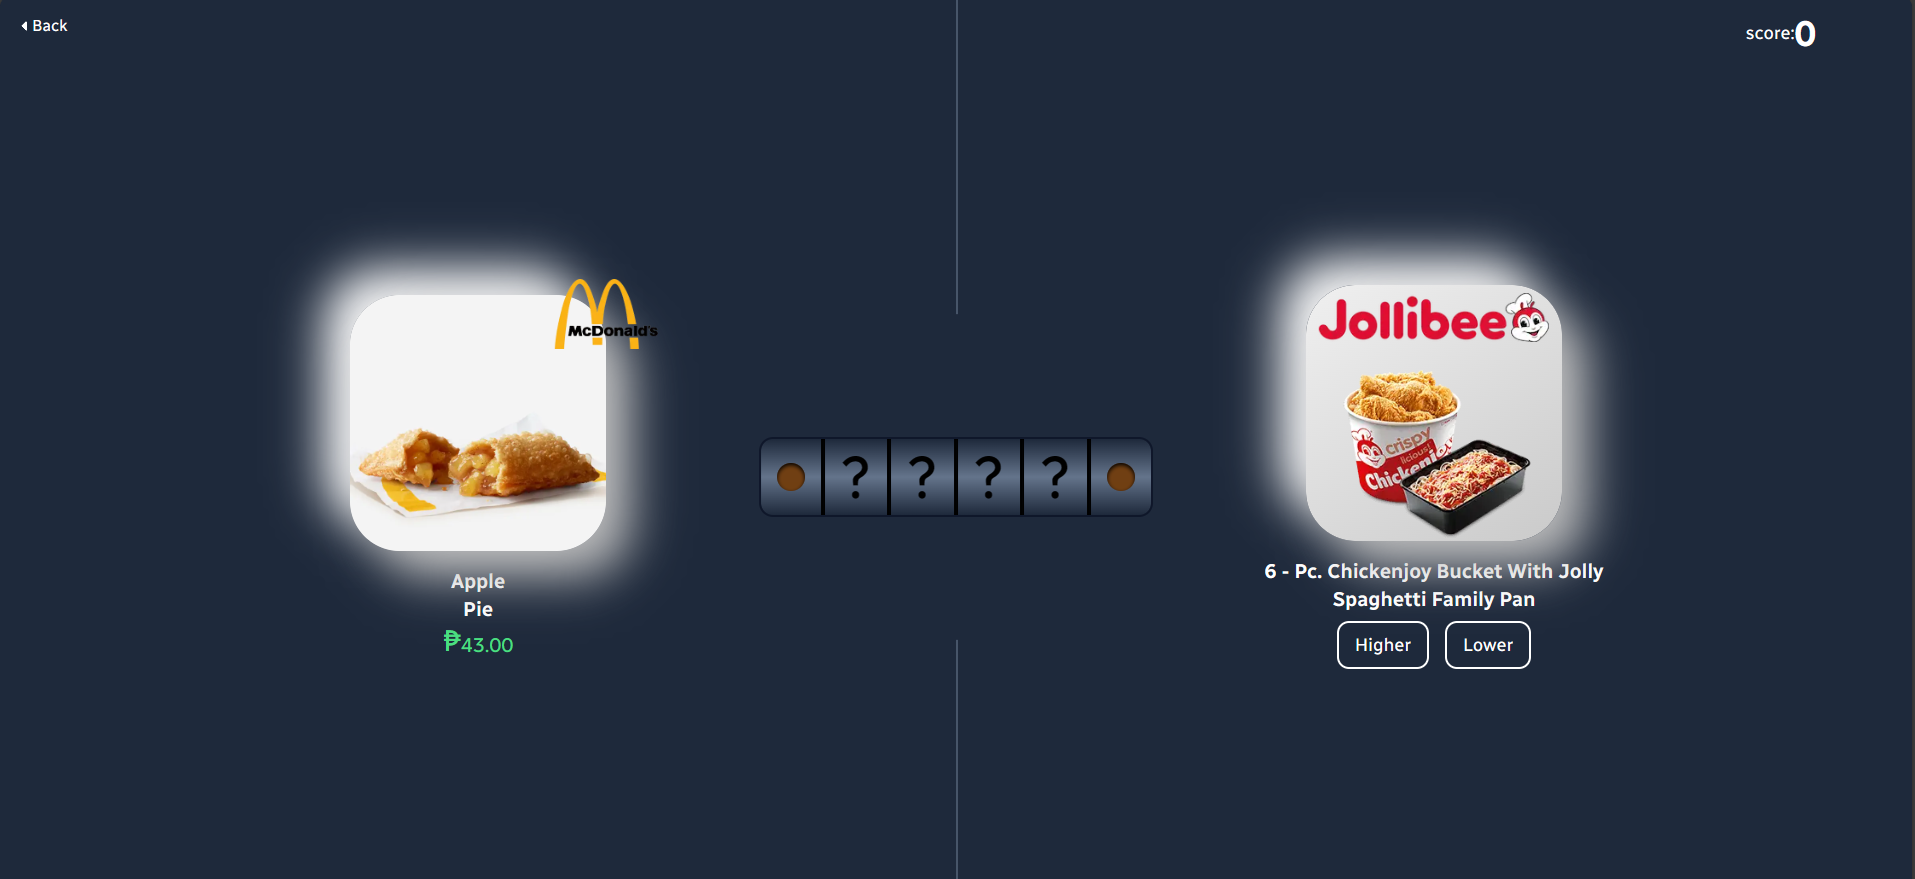 Back
score:0
McDonald's
Apple
Pie
₱43.00
? ? ? ?
Jollibee
crispy
licious!
Chickenjoy
6 - Pc. Chickenjoy Bucket With Jolly
Spaghetti Family Pan
Higher
Lower